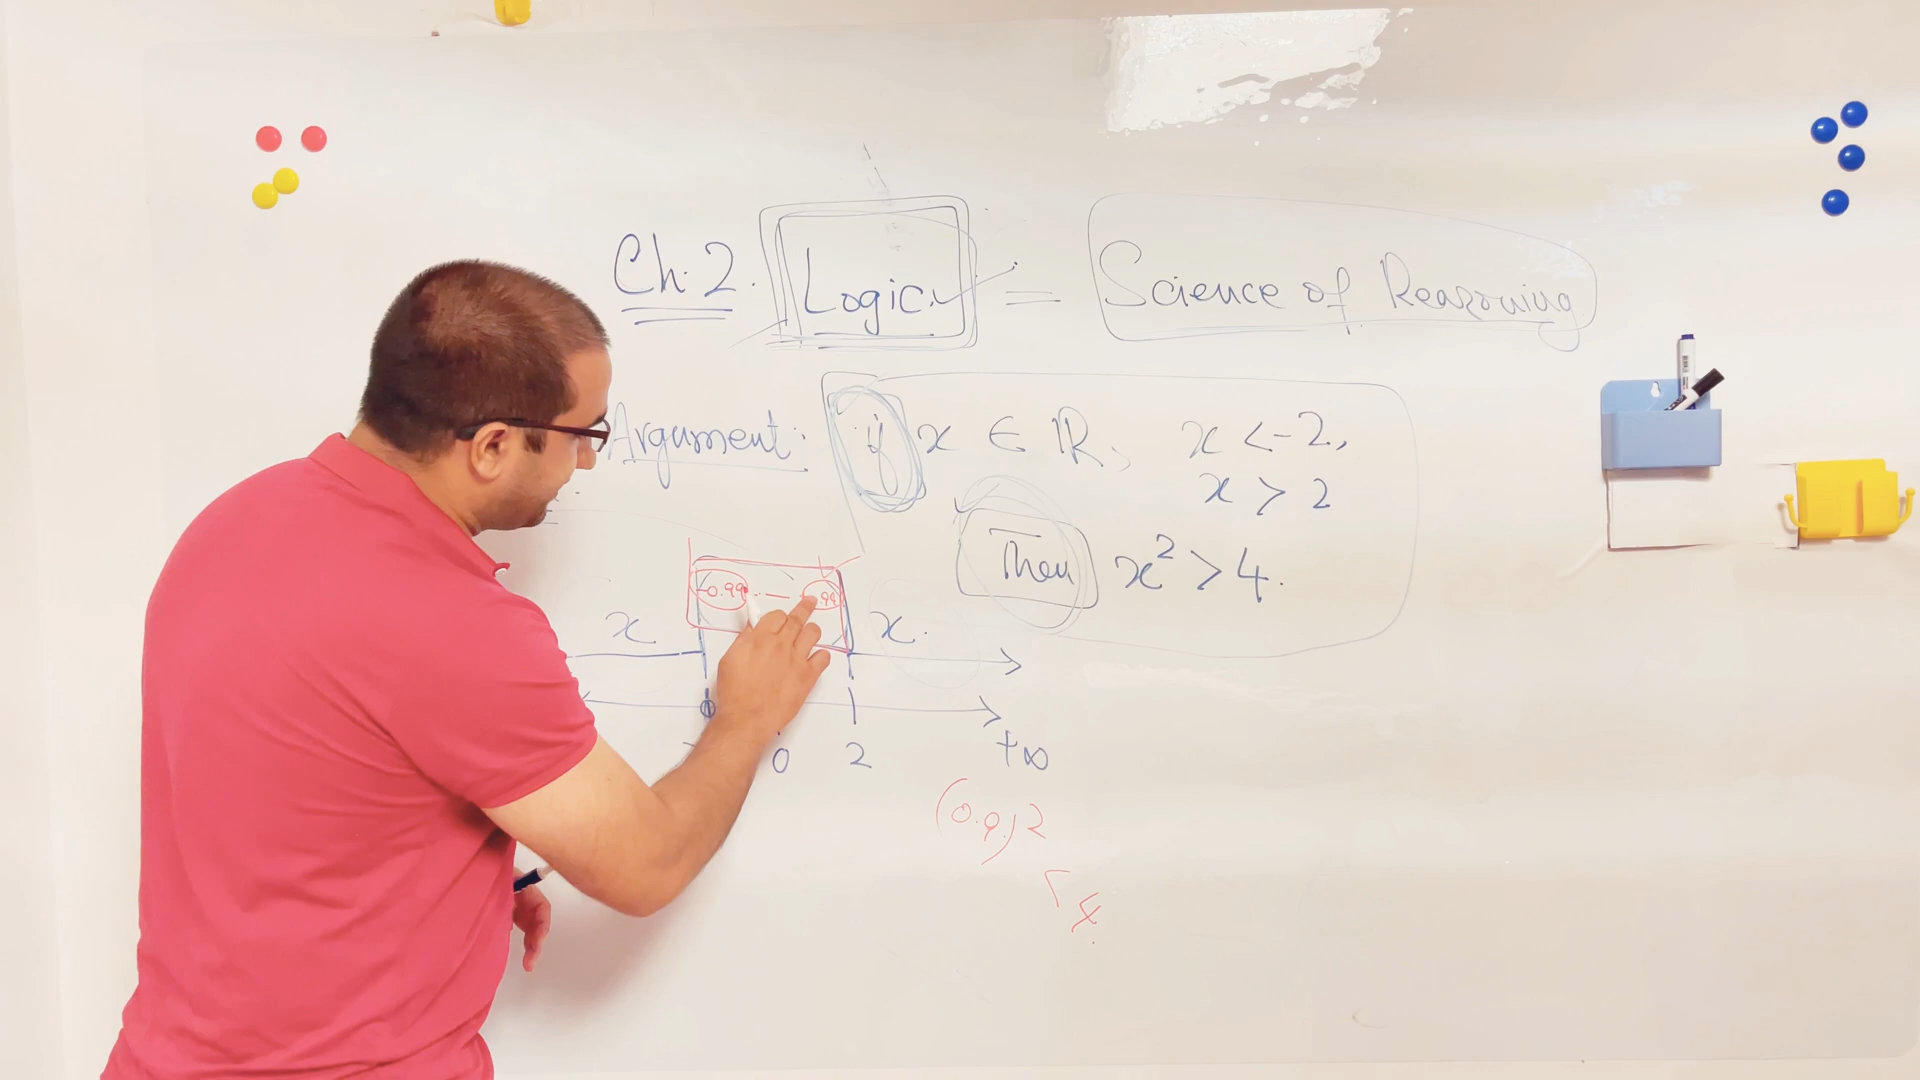 Ch. 2. Logic. = Science of Reasoning
Argument: if x ∈ ℝ, x < -2,
x > 2
Then x² > 4.
-0.99 .99
x x.
0 2 +∞
(0.9.)2
< 4.